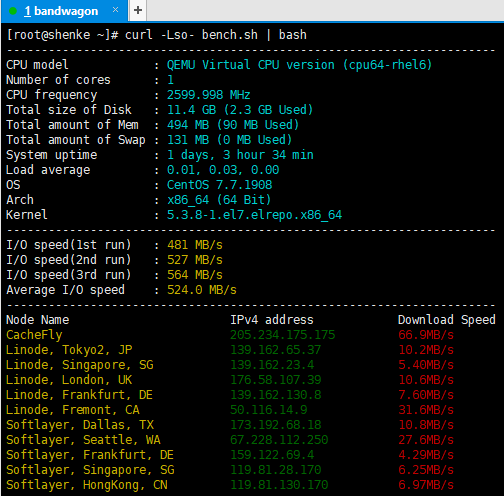 1 bandwagon × +
[root@shenke ~]# curl -Lso- bench.sh | bash
----------------------------------------------------------------------
CPU model : QEMU Virtual CPU version (cpu64-rhel6)
Number of cores : 1
CPU frequency : 2599.998 MHz
Total size of Disk : 11.4 GB (2.3 GB Used)
Total amount of Mem : 494 MB (90 MB Used)
Total amount of Swap : 131 MB (0 MB Used)
System uptime : 1 days, 3 hour 34 min
Load average : 0.01, 0.03, 0.00
OS : CentOS 7.7.1908
Arch : x86_64 (64 Bit)
Kernel : 5.3.8-1.el7.elrepo.x86_64
----------------------------------------------------------------------
I/O speed(1st run) : 481 MB/s
I/O speed(2nd run) : 527 MB/s
I/O speed(3rd run) : 564 MB/s
Average I/O speed : 524.0 MB/s
----------------------------------------------------------------------
Node Name IPv4 address Download Speed
CacheFly 205.234.175.175 66.9MB/s
Linode, Tokyo2, JP 139.162.65.37 10.2MB/s
Linode, Singapore, SG 139.162.23.4 5.40MB/s
Linode, London, UK 176.58.107.39 10.6MB/s
Linode, Frankfurt, DE 139.162.130.8 7.60MB/s
Linode, Fremont, CA 50.116.14.9 31.6MB/s
Softlayer, Dallas, TX 173.192.68.18 10.8MB/s
Softlayer, Seattle, WA 67.228.112.250 27.6MB/s
Softlayer, Frankfurt, DE 159.122.69.4 4.29MB/s
Softlayer, Singapore, SG 119.81.28.170 6.25MB/s
Softlayer, HongKong, CN 119.81.130.170 6.97MB/s